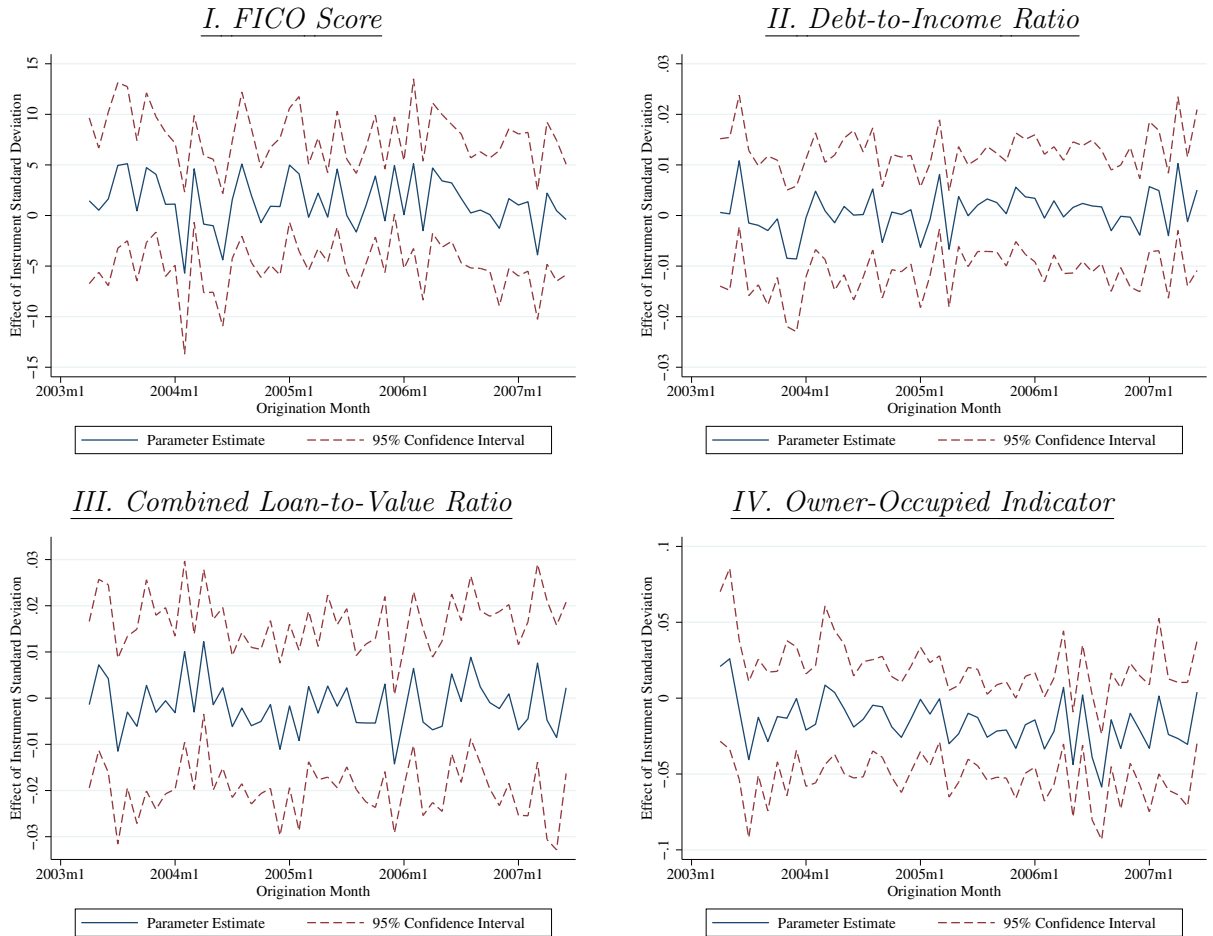 I. FICO Score
Effect of Instrument Standard Deviation
15
10
5
0
−5
−10
−15
2003m1 2004m1 2005m1 2006m1 2007m1
Origination Month
Parameter Estimate 95% Confidence Interval
II. Debt-to-Income Ratio
Effect of Instrument Standard Deviation
.03
.02
.01
0
−.01
−.02
−.03
2003m1 2004m1 2005m1 2006m1 2007m1
Origination Month
Parameter Estimate 95% Confidence Interval
III. Combined Loan-to-Value Ratio
Effect of Instrument Standard Deviation
.03
.02
.01
0
−.01
−.02
−.03
2003m1 2004m1 2005m1 2006m1 2007m1
Origination Month
Parameter Estimate 95% Confidence Interval
IV. Owner-Occupied Indicator
Effect of Instrument Standard Deviation
.1
.05
0
−.05
−.1
2003m1 2004m1 2005m1 2006m1 2007m1
Origination Month
Parameter Estimate 95% Confidence Interval